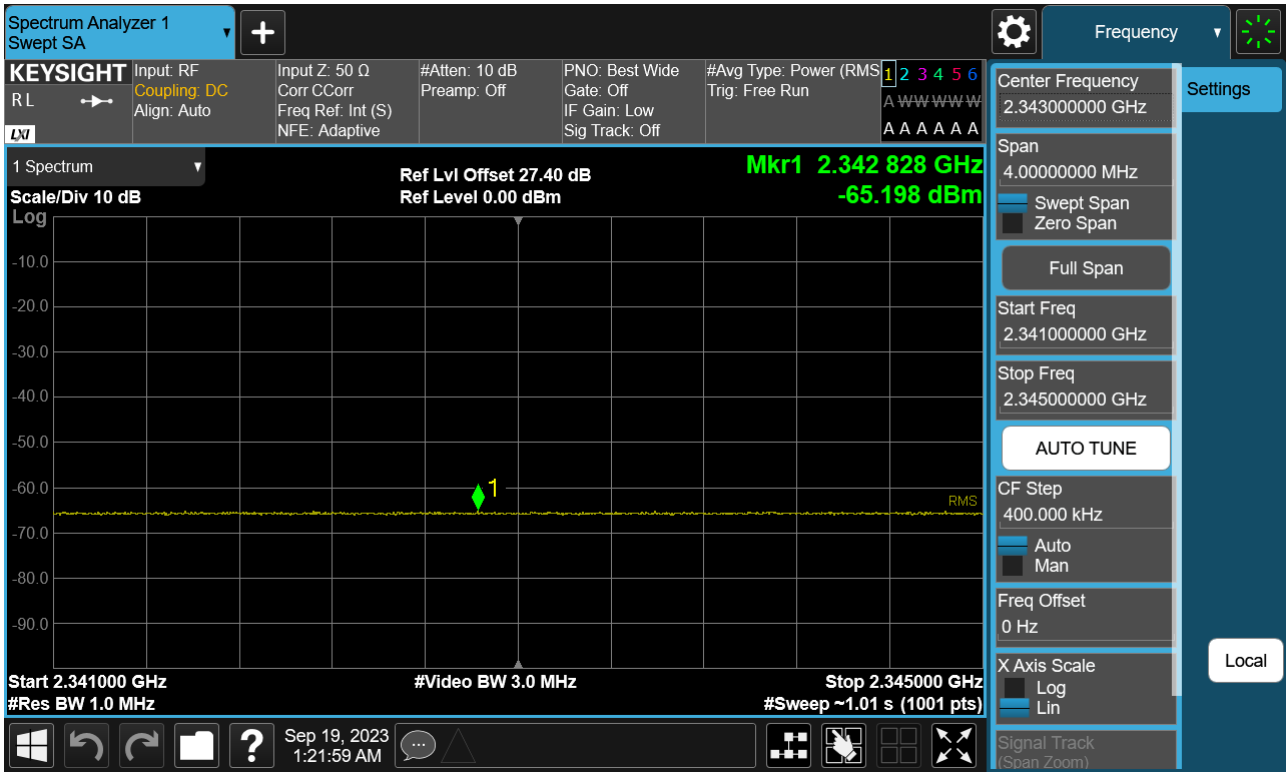 Spectrum Analyzer 1
Swept SA
Frequency
KEYSIGHT
R L
LXI
Input: RF
Coupling: DC
Align: Auto
Input Z: 50 Ω
Corr CCorr
Freq Ref: Int (S)
NFE: Adaptive
#Atten: 10 dB
Preamp: Off
PNO: Best Wide
Gate: Off
IF Gain: Low
Sig Track: Off
#Avg Type: Power (RMS
Trig: Free Run
1 2 3 4 5 6
A W W W W W
A A A A A A
1 Spectrum
Scale/Div 10 dB
Log
Ref Lvl Offset 27.40 dB
Ref Level 0.00 dBm
Mkr1 2.342 828 GHz
-65.198 dBm
-10.0
-20.0
-30.0
-40.0
-50.0
-60.0
-70.0
-80.0
-90.0
1
RMS
Start 2.341000 GHz
#Res BW 1.0 MHz
#Video BW 3.0 MHz
Stop 2.345000 GHz
#Sweep ~1.01 s (1001 pts)
Center Frequency
2.343000000 GHz
Span
4.00000000 MHz
Swept Span
Zero Span
Full Span
Start Freq
2.341000000 GHz
Stop Freq
2.345000000 GHz
AUTO TUNE
CF Step
400.000 kHz
Auto
Man
Freq Offset
0 Hz
X Axis Scale
Log
Lin
Signal Track
(Span Zoom)
Settings
Local
?
Sep 19, 2023
1:21:59 AM